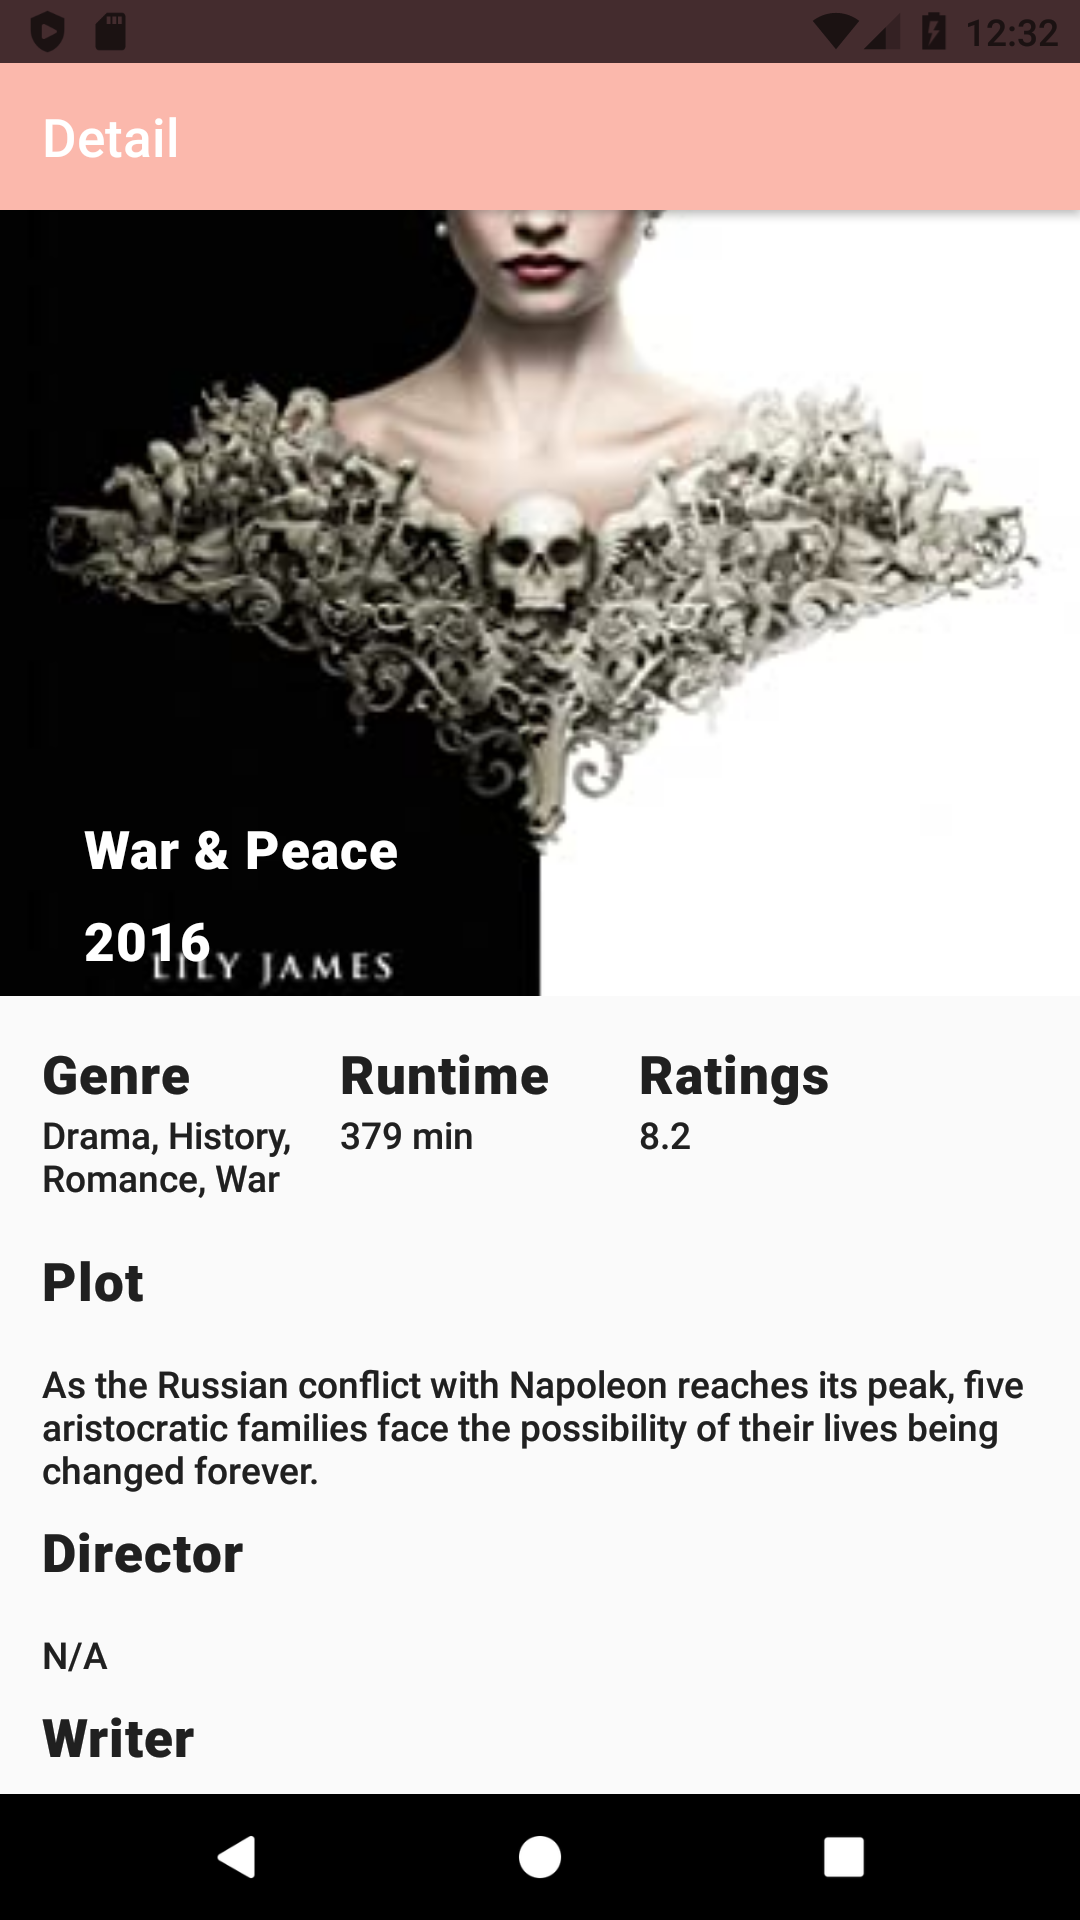 12:32
Detail
War & Peace
2016
LILY JAMES
Genre
Runtime
Ratings
Drama, History,
Romance, War
379 min
8.2
Plot
As the Russian conflict with Napoleon reaches its peak, five
aristocratic families face the possibility of their lives being
changed forever.
Director
N/A
Writer